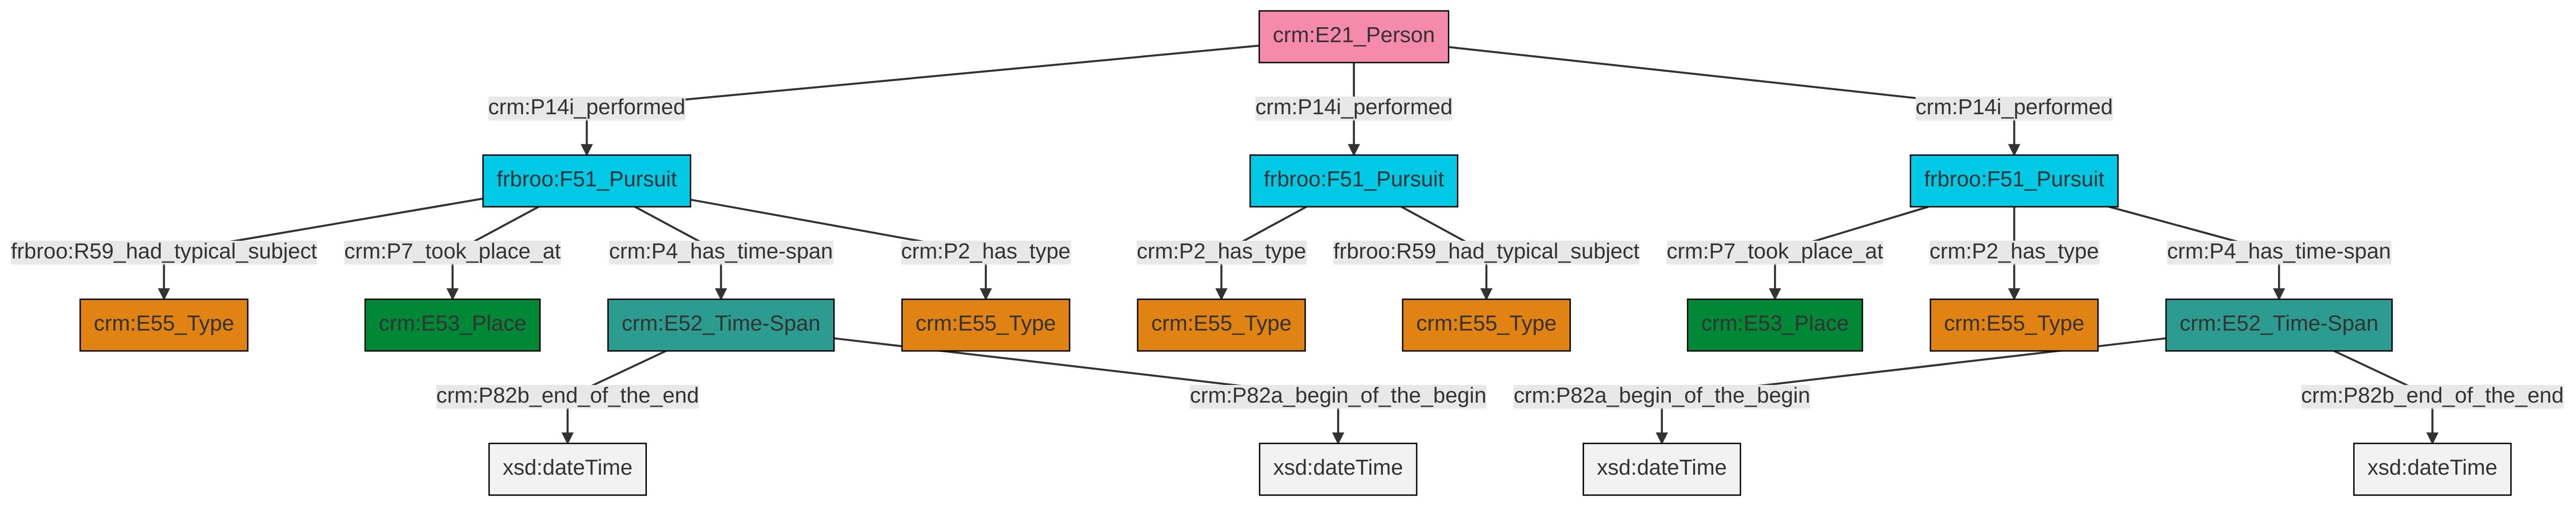 crm:E21_Person
crm:P14i_performed
crm:P14i_performed
crm:P14i_performed
frbroo:F51_Pursuit
frbroo:F51_Pursuit
frbroo:F51_Pursuit
frbroo:R59_had_typical_subject
crm:P7_took_place_at
crm:P4_has_time-span
crm:P2_has_type
crm:P2_has_type
frbroo:R59_had_typical_subject
crm:P7_took_place_at
crm:P2_has_type
crm:P4_has_time-span
crm:E55_Type
crm:E53_Place
crm:E52_Time-Span
crm:E55_Type
crm:E55_Type
crm:E55_Type
crm:E53_Place
crm:E55_Type
crm:E52_Time-Span
crm:P82b_end_of_the_end
crm:P82a_begin_of_the_begin
crm:P82a_begin_of_the_begin
crm:P82b_end_of_the_end
xsd:dateTime
xsd:dateTime
xsd:dateTime
xsd:dateTime